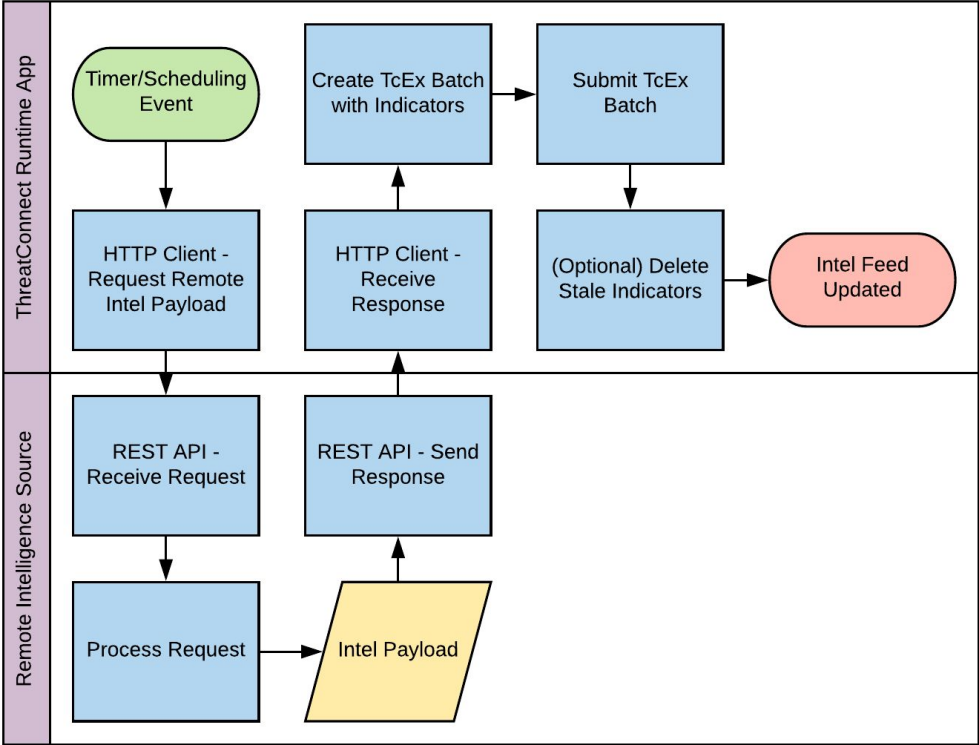 ThreatConnect Runtime App
Timer/Scheduling
Event
HTTP Client -
Request Remote
Intel Payload
Create TcEx Batch
with Indicators
HTTP Client -
Receive
Response
Submit TcEx
Batch
(Optional) Delete
Stale Indicators
Intel Feed
Updated
Remote Intelligence Source
REST API -
Receive Request
Process Request
REST API - Send
Response
Intel Payload